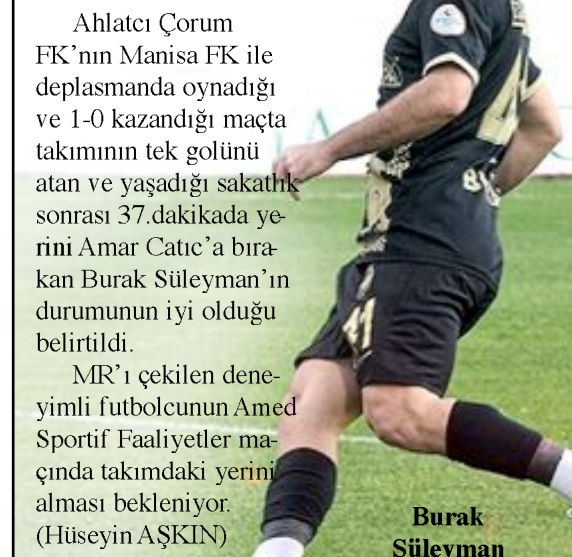 Ahlatcı Çorum
FK’nın Manisa FK ile
deplasmanda oynadığı
ve 1-0 kazandığı maçta
takımının tek golünü
atan ve yaşadığı sakatlık
sonrası 37.dakikada ye-
rini Amar Catıc’a bıra-
kan Burak Süleyman’ın
durumunun iyi olduğu
belirtildi.
MR’ı çekilen dene-
yimli futbolcunun Amed
Sportif Faaliyetler ma-
çında takımdaki yerini
alması bekleniyor.
(Hüseyin AŞKIN)
Burak
Süleyman